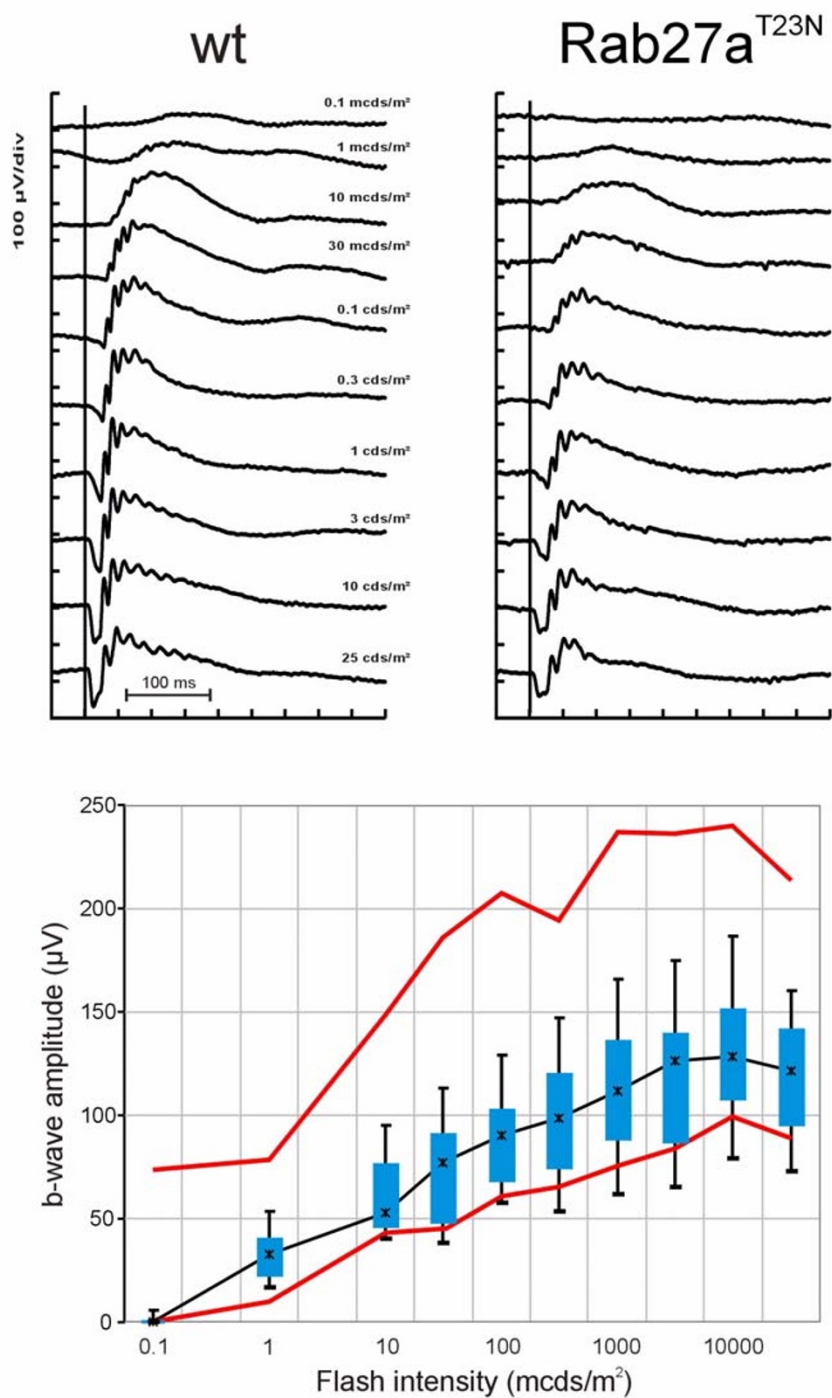 wt
Rab27aT23N
100 µV/div
0.1 mcds/m²
1 mcds/m²
10 mcds/m²
30 mcds/m²
0.1 cds/m²
0.3 cds/m²
1 cds/m²
3 cds/m²
10 cds/m²
25 cds/m²
100 ms
b-wave amplitude (µV)
250
200
150
100
50
0
0.1
1
10
100
1000
10000
Flash intensity (mcds/m²)